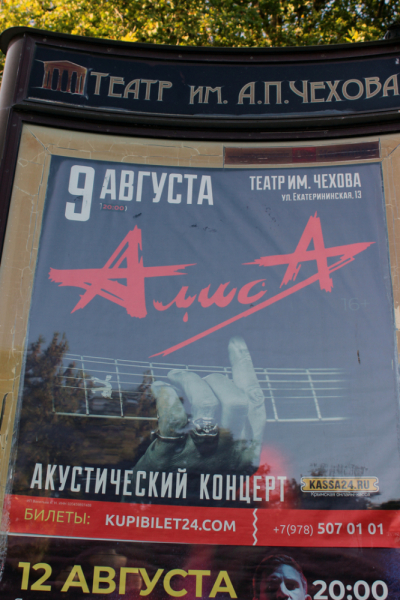 ТЕАТР ИМ. А.П.ЧЕХОВА
9 АВГУСТА
ТЕАТР ИМ. ЧЕХОВА
УЛ. ЕКАТЕРИНИНСКАЯ, 13
АлисА
16+
АКУСТИЧЕСКИЙ КОНЦЕРТ
KASSA24.RU
БИЛЕТЫ: KUPIBILET24.COM
+7(978) 507 01 01
12 АВГУСТА
20:00